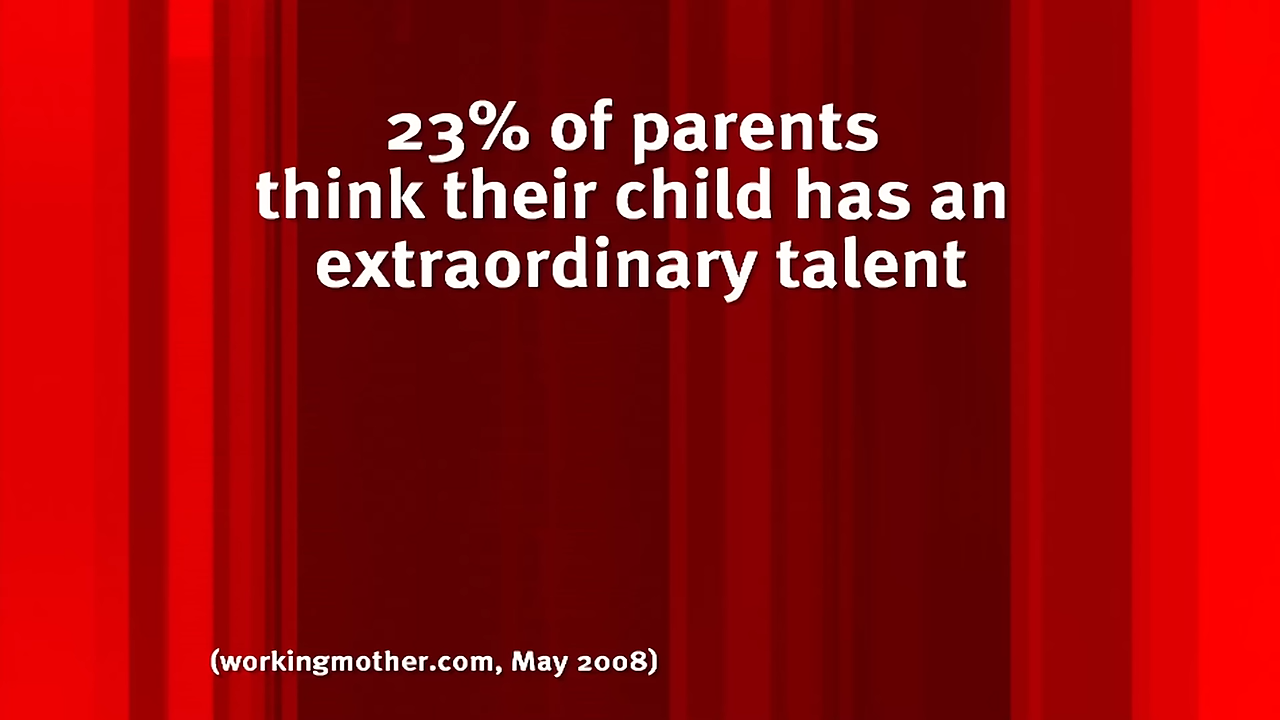 23% of parents
think their child has an
extraordinary talent
(workingmother.com, May 2008)